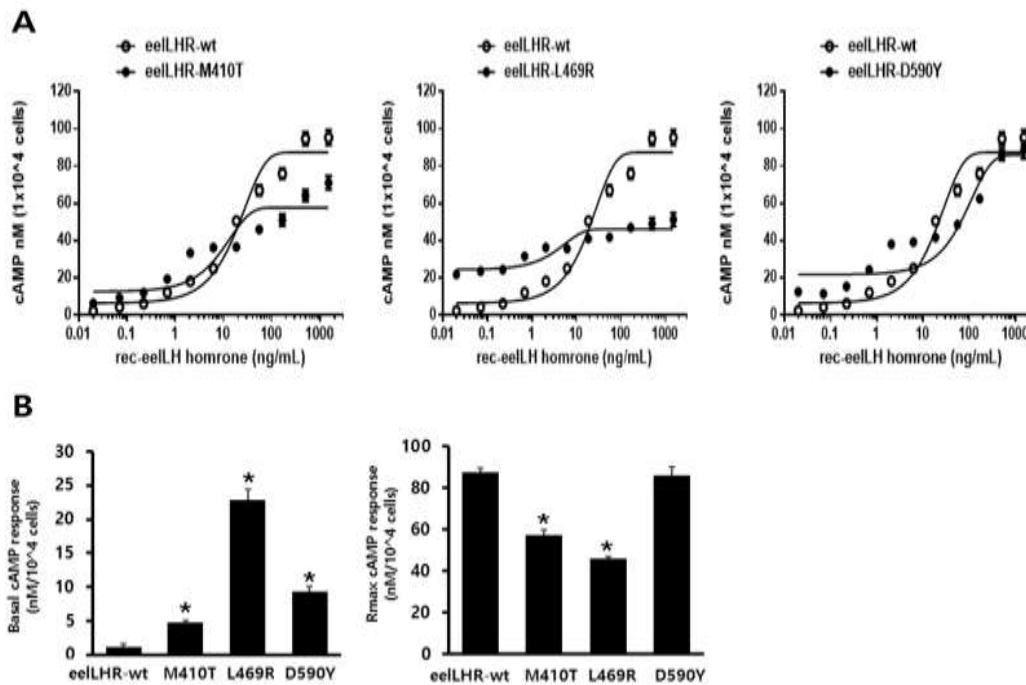 A
eelLHR-wt
eelLHR-M410T
eelLHR-wt
eelLHR-L469R
eelLHR-wt
eelLHR-D590Y
cAMP nM (1x10^4 cells)
120
100
80
60
40
20
0
0.01 0.1 1 10 100 1000
rec-eelLH homrone (ng/mL)
cAMP nM (1x10^4 cells)
120
100
80
60
40
20
0
0.01 0.1 1 10 100 1000
rec-eelLH homrone (ng/mL)
cAMP nM (1x10^4 cells)
120
100
80
60
40
20
0
0.01 0.1 1 10 100 1000
rec-eelLH homrone (ng/mL)
B
Basal cAMP response
(nM/10^4 cells)
30
25
20
15
10
5
0
* * *
eelLHR-wt M410T L469R D590Y
Rmax cAMP response
(nM/10^4 cells)
100
80
60
40
20
0
* *
eelLHR-wt M410T L469R D590Y